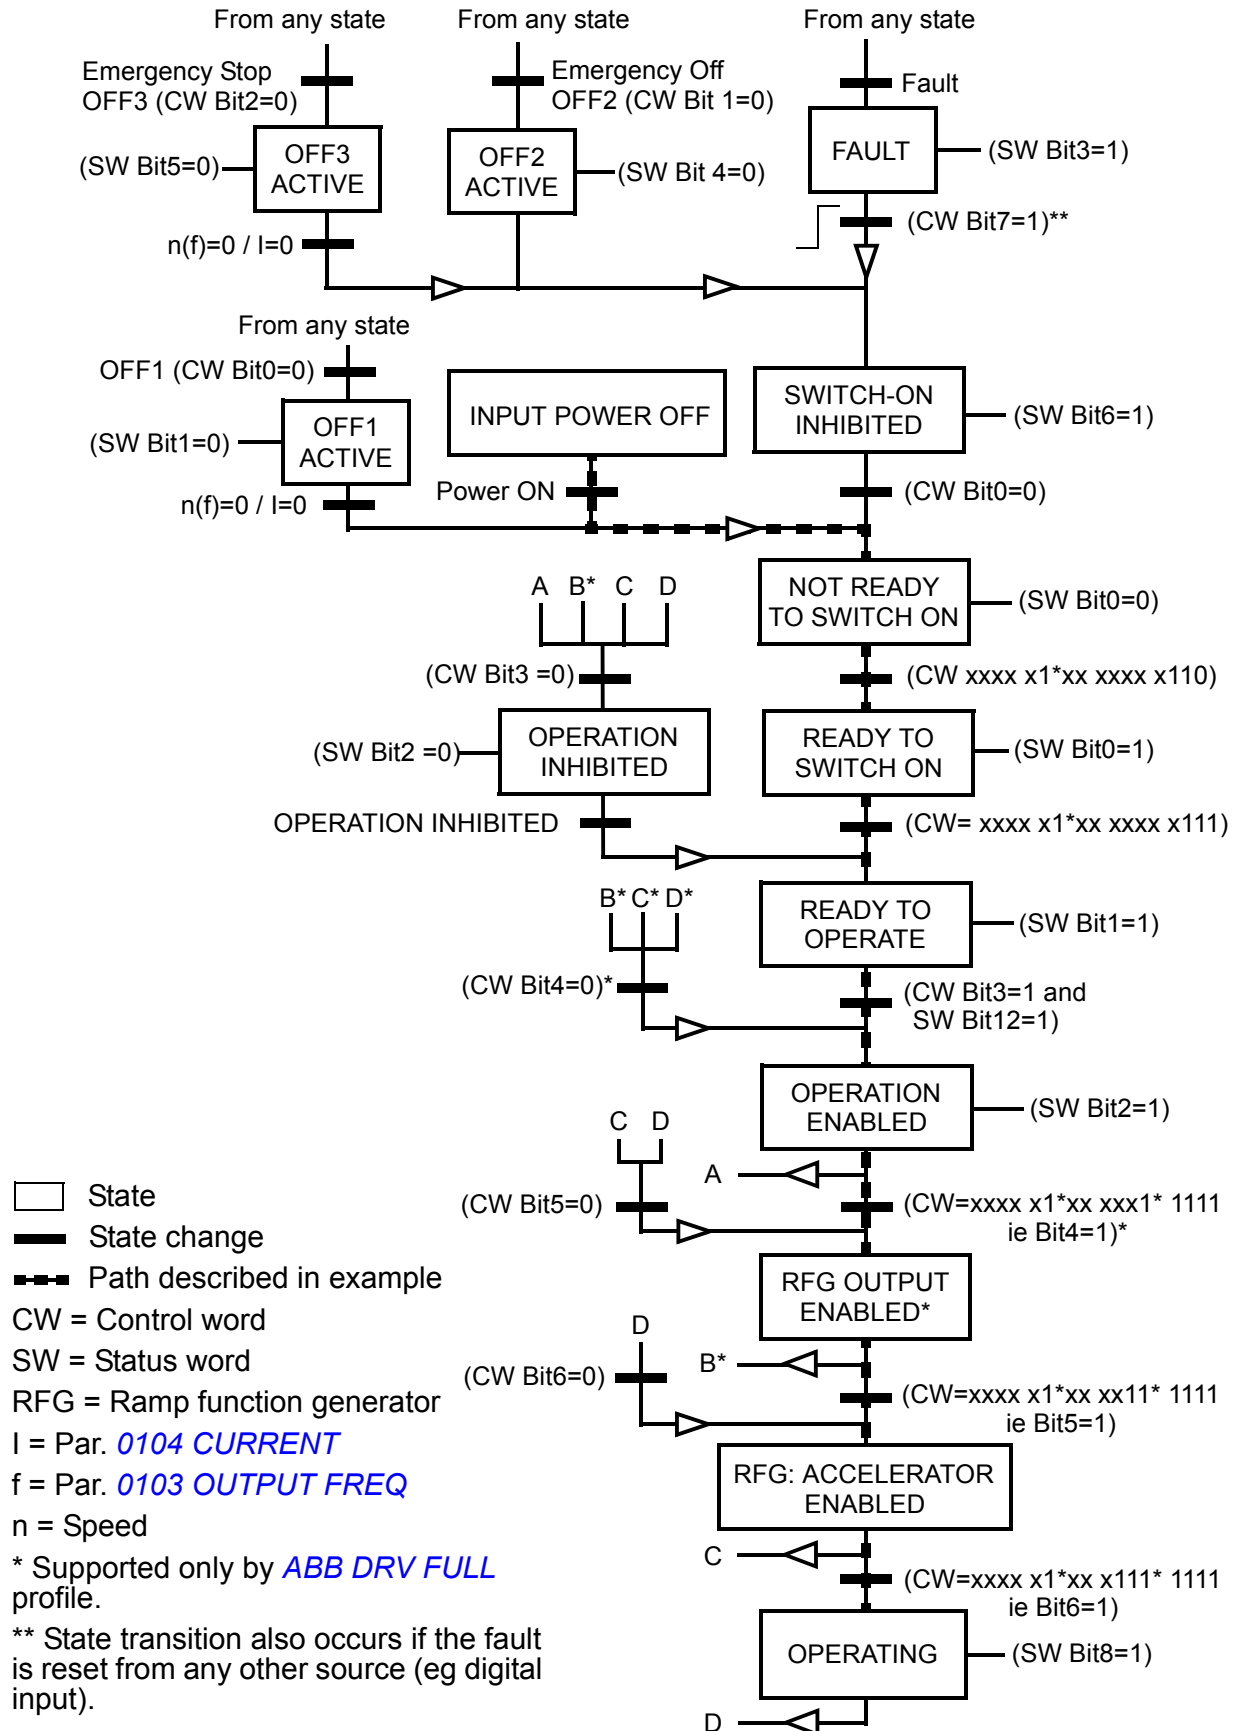 From any state
From any state
From any state
Emergency Stop
OFF3 (CW Bit2=0)
Emergency Off
OFF2 (CW Bit 1=0)
Fault
(SW Bit5=0)
OFF3
ACTIVE
OFF2
ACTIVE
(SW Bit 4=0)
FAULT
(SW Bit3=1)
n(f)=0 / I=0
(CW Bit7=1)**
From any state
OFF1 (CW Bit0=0)
(SW Bit1=0)
OFF1
ACTIVE
INPUT POWER OFF
SWITCH-ON
INHIBITED
(SW Bit6=1)
n(f)=0 / I=0
Power ON
(CW Bit0=0)
A B* C D
NOT READY
TO SWITCH ON
(SW Bit0=0)
(CW Bit3 =0)
(CW xxxx x1*xx xxxx x110)
(SW Bit2 =0)
OPERATION
INHIBITED
READY TO
SWITCH ON
(SW Bit0=1)
OPERATION INHIBITED
(CW= xxxx x1*xx xxxx x111)
B* C* D*
READY TO
OPERATE
(SW Bit1=1)
(CW Bit4=0)*
(CW Bit3=1 and
SW Bit12=1)
OPERATION
ENABLED
(SW Bit2=1)
C D
A
(CW Bit5=0)
(CW=xxxx x1*xx xxx1* 1111
ie Bit4=1)*
RFG OUTPUT
ENABLED*
D
B*
(CW Bit6=0)
(CW=xxxx x1*xx xx11* 1111
ie Bit5=1)
RFG: ACCELERATOR
ENABLED
C
(CW=xxxx x1*xx x111* 1111
ie Bit6=1)
OPERATING
(SW Bit8=1)
D
State
State change
Path described in example
CW = Control word
SW = Status word
RFG = Ramp function generator
I = Par. 0104 CURRENT
f = Par. 0103 OUTPUT FREQ
n = Speed
* Supported only by ABB DRV FULL
profile.
** State transition also occurs if the fault
is reset from any other source (eg digital
input).